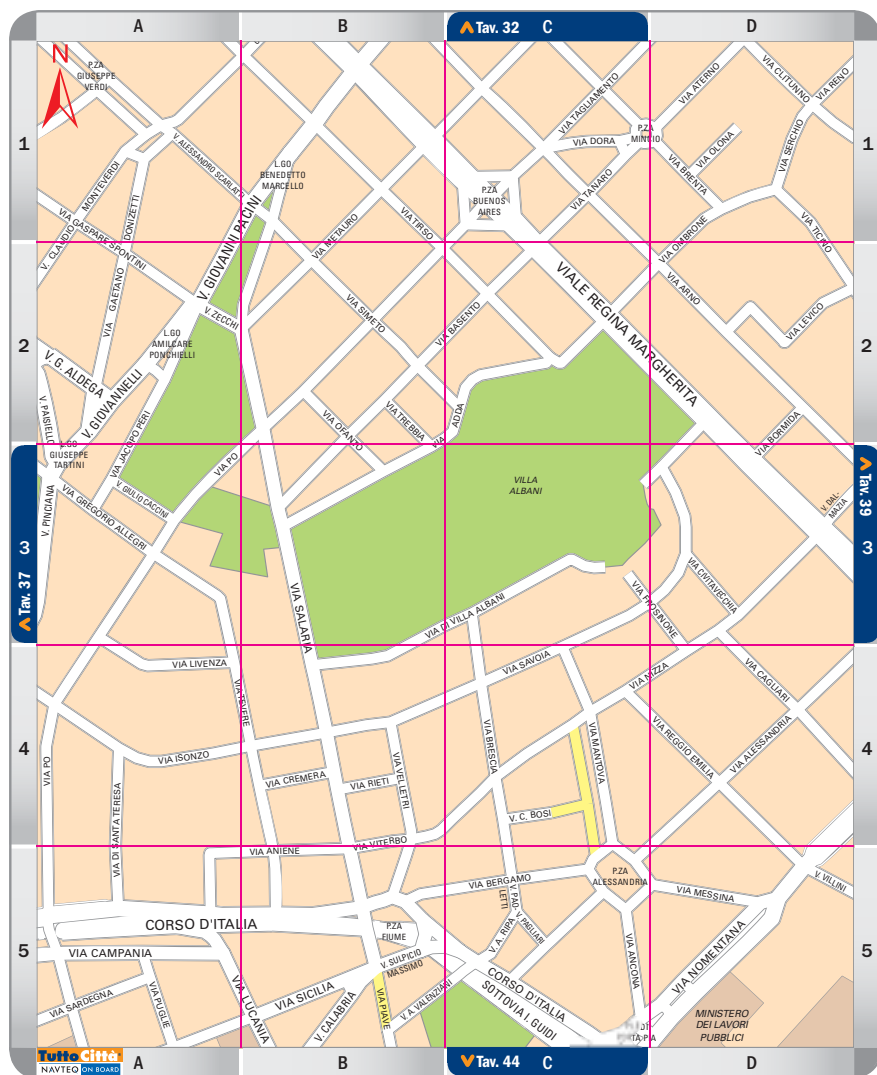 A
B
Tav. 32 C
D
N
P.ZA
GIUSEPPE
VERDI
V. ALESSANDRO SCARLATTI
L.GO
BENEDETTO
MARCELLO
VIA TAGLIAMENTO
VIA ATERNO
VIA CLITUNNO
VIA RENO
1
P.ZA
MINCIO
VIA DORA
VIA OLONA
VIA SERCHIO
1
V. CLAUDIO MONTEVERDI
VIA GAETANO DONIZETTI
VIA GASPARE SPONTINI
V. GIOVANNI PACINI
VIA METAURO
VIA TIRSO
P.ZA
BUENOS
AIRES
VIA TANARO
VIA BRENTA
VIA OMBRONE
VIA TICINO
VIALE REGINA MARGHERITA
VIA ARNO
VIA LEVICO
V. ZECCHI
VIA SIMETO
VIA BASENTO
2
L.GO
AMILCARE
PONCHIELLI
2
V. G. ALDEGA
V. GIOVANNELLI
V. PAISIELLO
VIA JACOPO PERI
VIA OFANTO
VIA TREBBIA
VIA ADDA
VIA BORMIDA
L.GO
GIUSEPPE
TARTINI
VIA PO
V. GIULIO CACCINI
VILLA
ALBANI
V. DAL-
MAZIA
V. PINCIANA
VIA GREGORIO ALLEGRI
3
Tav. 37
3
Tav. 39
VIA SALARIA
VIA DI VILLA ALBANI
VIA FROSINONE
VIA CIVITAVECCHIA
VIA LIVENZA
VIA TEVERE
VIA SAVOIA
VIA NIZZA
VIA CAGLIARI
4
VIA PO
VIA ISONZO
VIA CREMERA
VIA RIETI
VIA VELLETRI
VIA BRESCIA
VIA MANTOVA
VIA REGGIO EMILIA
VIA ALESSANDRIA
4
VIA DI SANTA TERESA
V. C. BOSI
VIA ANIENE
VIA VITERBO
VIA BERGAMO
P.ZA
ALESSANDRIA
VIA MESSINA
V. VILLINI
CORSO D'ITALIA
P.ZA
FIUME
V. PAO-
LETTI
V. PAGLIARI
V. A. RIPA
VIA ANCONA
VIA NOMENTANA
5
VIA CAMPANIA
V. SULPICIO
MASSIMO
5
VIA SARDEGNA
VIA PUGLIE
VIA LUCANIA
VIA SICILIA
V. CALABRIA
VIA PIAVE
V. A. VALENZIANI
CORSO D'ITALIA
SOTTOVIA I. GUIDI
MINISTERO
DEI LAVORI
PUBBLICI
TuttoCittà
NAVTEQ ON BOARD
A
B
Tav. 44 C
D